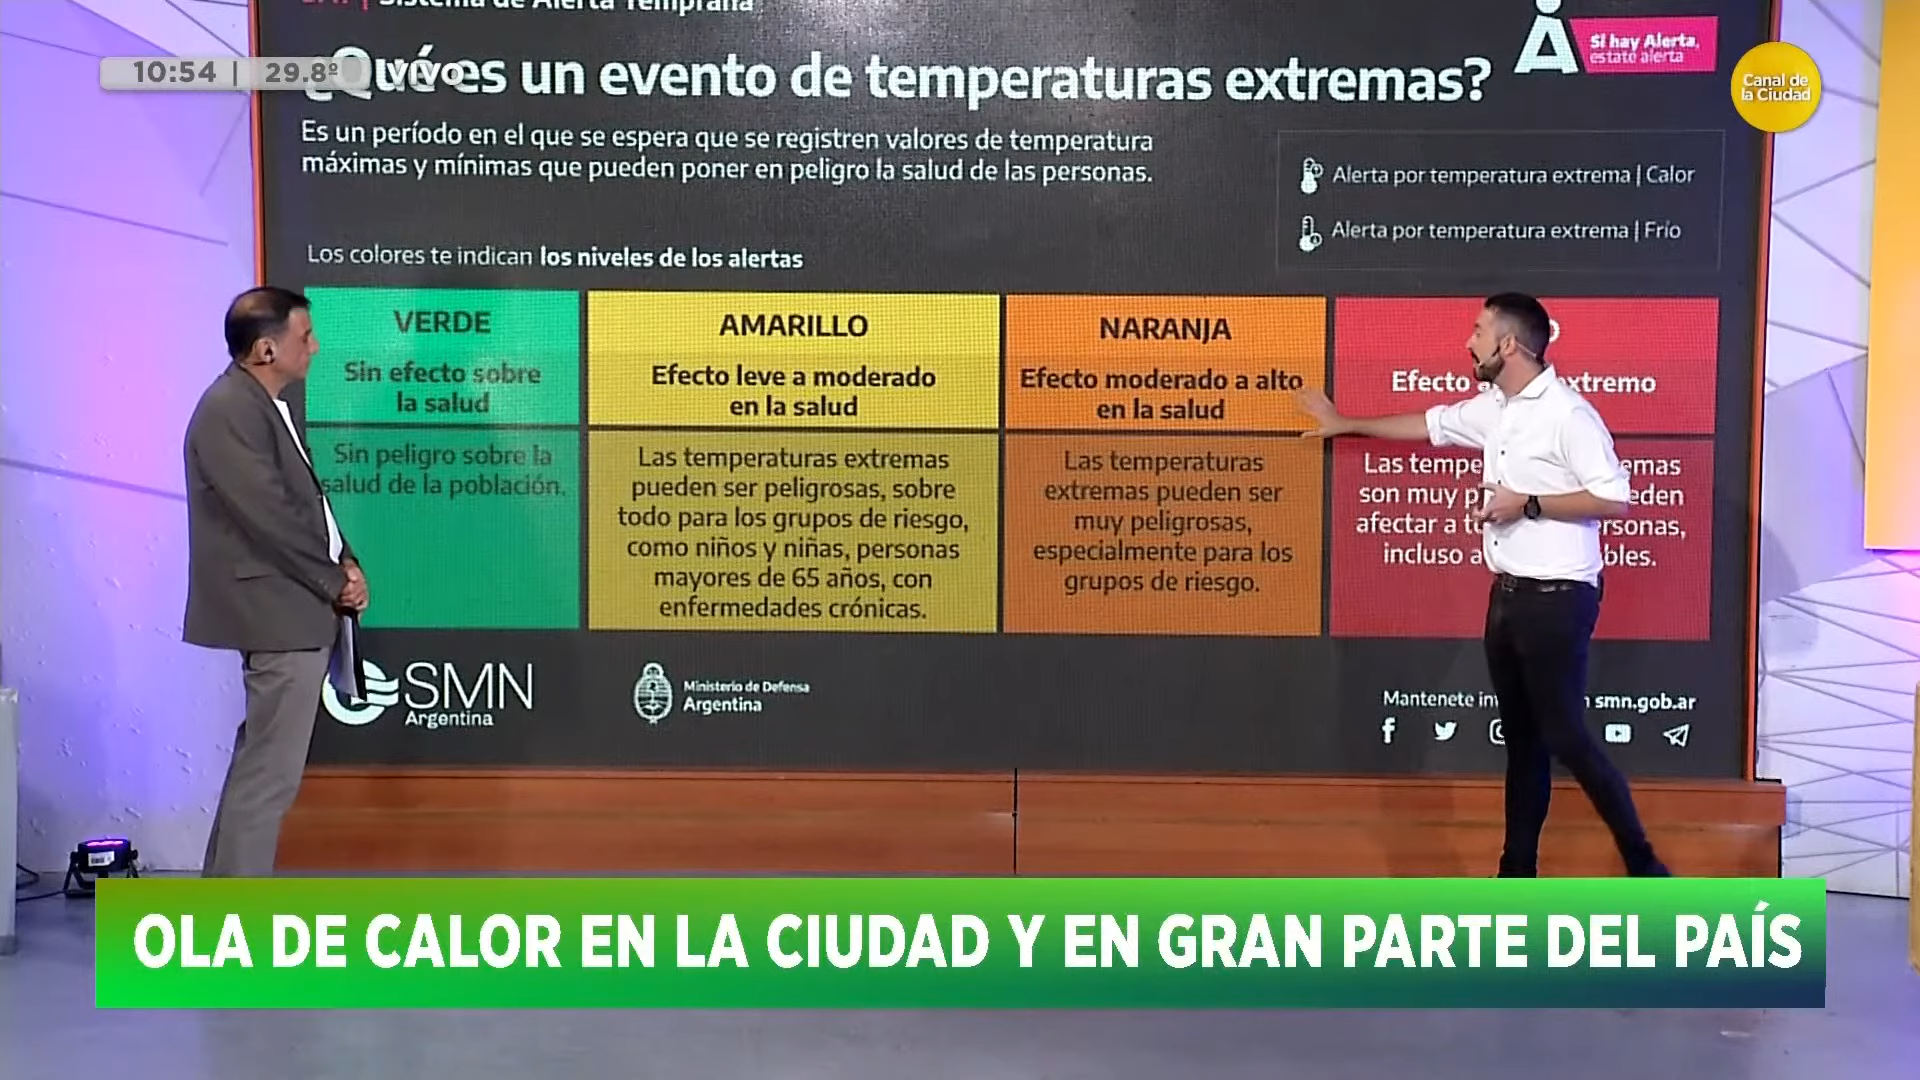 Sistema de Alerta Temprana
10:54 | 29.8º VIVO
¿Qué es un evento de temperaturas extremas?
Si hay Alerta,
estate alerta
Canal de
la Ciudad
Es un período en el que se espera que se registren valores de temperatura
máximas y mínimas que pueden poner en peligro la salud de las personas.
Alerta por temperatura extrema | Calor
Alerta por temperatura extrema | Frío
Los colores te indican los niveles de los alertas
VERDE
Sin efecto sobre
la salud
Sin peligro sobre la
salud de la población.
AMARILLO
Efecto leve a moderado
en la salud
Las temperaturas extremas
pueden ser peligrosas, sobre
todo para los grupos de riesgo,
como niños y niñas, personas
mayores de 65 años, con
enfermedades crónicas.
NARANJA
Efecto moderado a alto
en la salud
Las temperaturas
extremas pueden ser
muy peligrosas,
especialmente para los
grupos de riesgo.
Efecto
Las
son muy
afectar a
incluso
SMN
Argentina
Ministerio de Defensa
Argentina
Mantenete smn.gob.ar
OLA DE CALOR EN LA CIUDAD Y EN GRAN PARTE DEL PAÍS